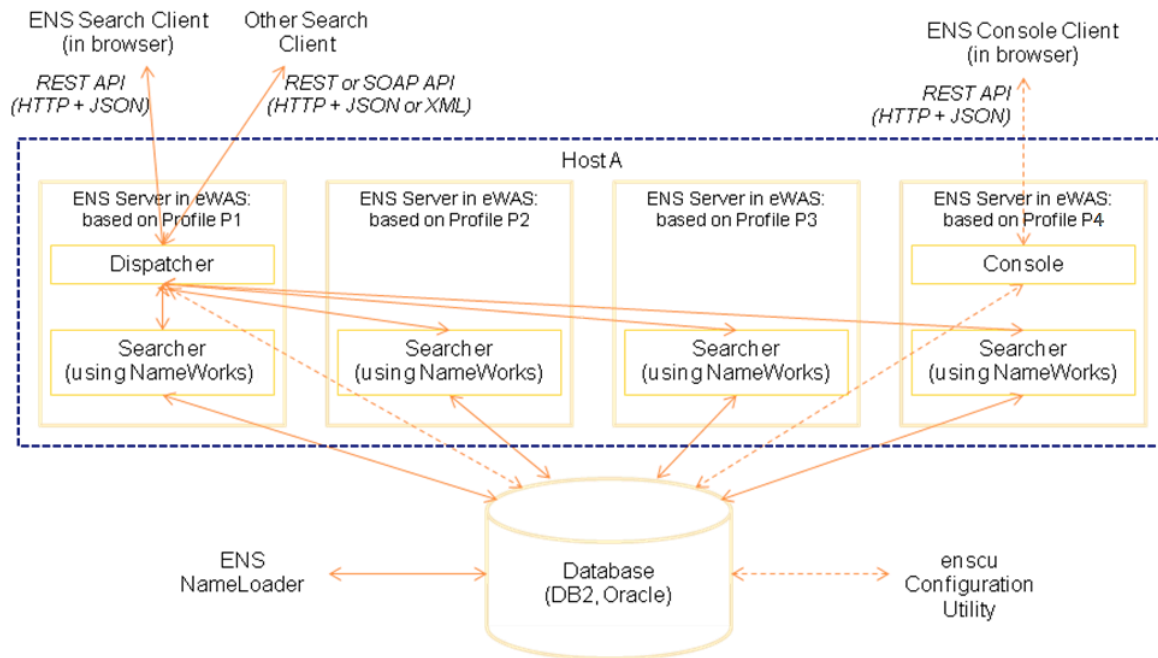 ENS Search Client
(in browser)
Other Search
Client
ENS Console Client
(in browser)
REST API
(HTTP + JSON)
REST or SOAP API
(HTTP + JSON or XML)
REST API
(HTTP + JSON)
Host A
ENS Server in eWAS:
based on Profile P1
ENS Server in eWAS:
based on Profile P2
ENS Server in eWAS:
based on Profile P3
ENS Server in eWAS:
based on Profile P4
Dispatcher
Console
Searcher
(using NameWorks)
Searcher
(using NameWorks)
Searcher
(using NameWorks)
Searcher
(using NameWorks)
ENS
NameLoader
Database
(DB2, Oracle)
enscu
Configuration
Utility